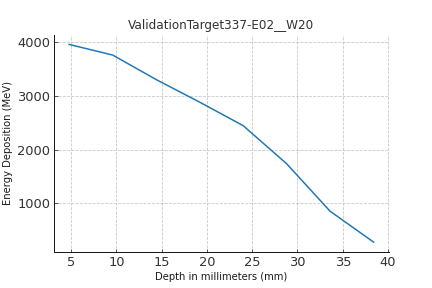 ValidationTarget337-E02__W20
4000
3000
2000
1000
Energy Deposition (MeV)
5 10 15 20 25 30 35 40
Depth in millimeters (mm)